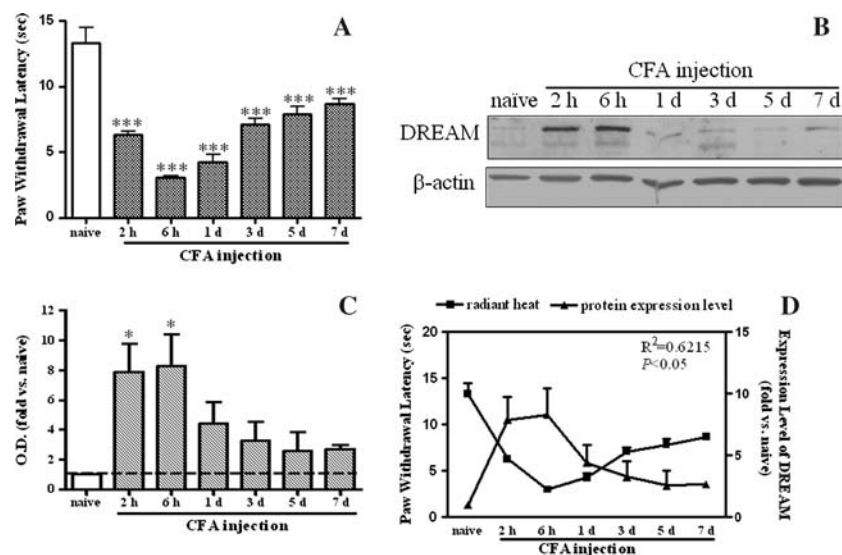 A
Paw Withdrawal Latency (sec)
15
10
5
0
*** *** *** *** *** ***
naive 2 h 6 h 1 d 3 d 5 d 7 d
CFA injection
B
CFA injection
naïve 2 h 6 h 1 d 3 d 5 d 7 d
DREAM
β-actin
C
O.D. (fold vs. naive)
12
10
8
6
4
2
0
* *
naive 2 h 6 h 1 d 3 d 5 d 7 d
CFA injection
radiant heat protein expression level
D
Paw Withdrawal Latency (sec)
20
15
10
5
0
R²=0.6215
P<0.05
15
10
5
0
Expression Level of DREAM
(fold vs. naive)
naive 2 h 6 h 1 d 3 d 5 d 7 d
CFA injection